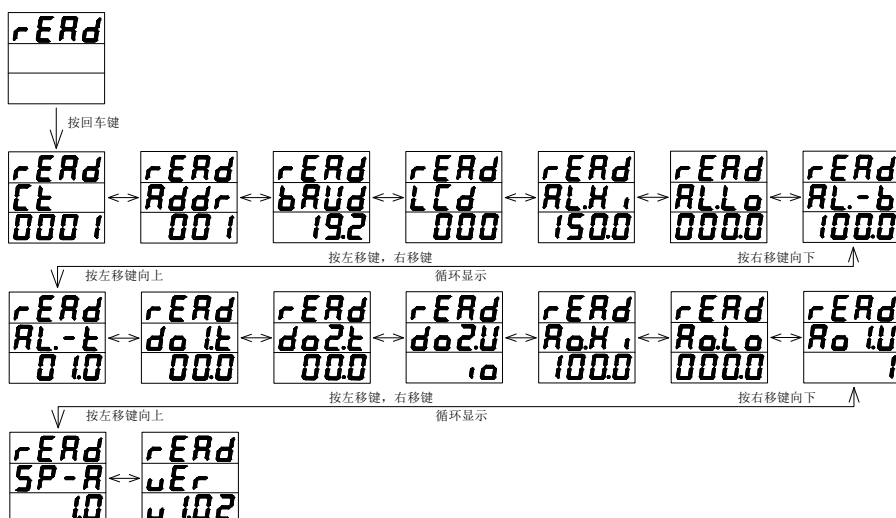 rEAd
按回车键
rEAd rEAd rEAd rEAd rEAd rEAd rEAd
Ct Addr bAUd LCd AL.Hi AL.Lo AL.-b
0001 001 19.2 000 150.0 000.0 100.0
按左移键，右移键
按左移键向上 循环显示 按右移键向下
rEAd rEAd rEAd rEAd rEAd rEAd rEAd
AL.-t do1.t do2.t do2.U Ao.Hi Ao.Lo Ao1.U
01.0 00.0 00.0 io 100.0 000.0 1
按左移键，右移键
按左移键向上 循环显示 按右移键向下
rEAd rEAd
SP-A vEr
1.0 v1.02